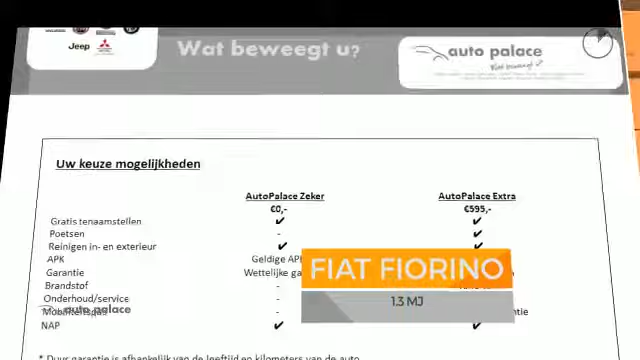 Jeep
Wat beweegt u?
auto palace
Wat beweegt u?
Uw keuze mogelijkheden
AutoPalace Zeker AutoPalace Extra
€0,- €595,-
Gratis tenaamstellen ✓ ✓
Poetsen - ✓
Reinigen in- en exterieur ✓ ✓
APK Geldige AP
Garantie Wettelijke ga
Brandstof -
Onderhoud/service -
auto palace
NAP ✓ ✓
FIAT FIORINO
1.3 MJ
* Duur garantie is afhankelijk van de leeftijd en kilometers van de auto